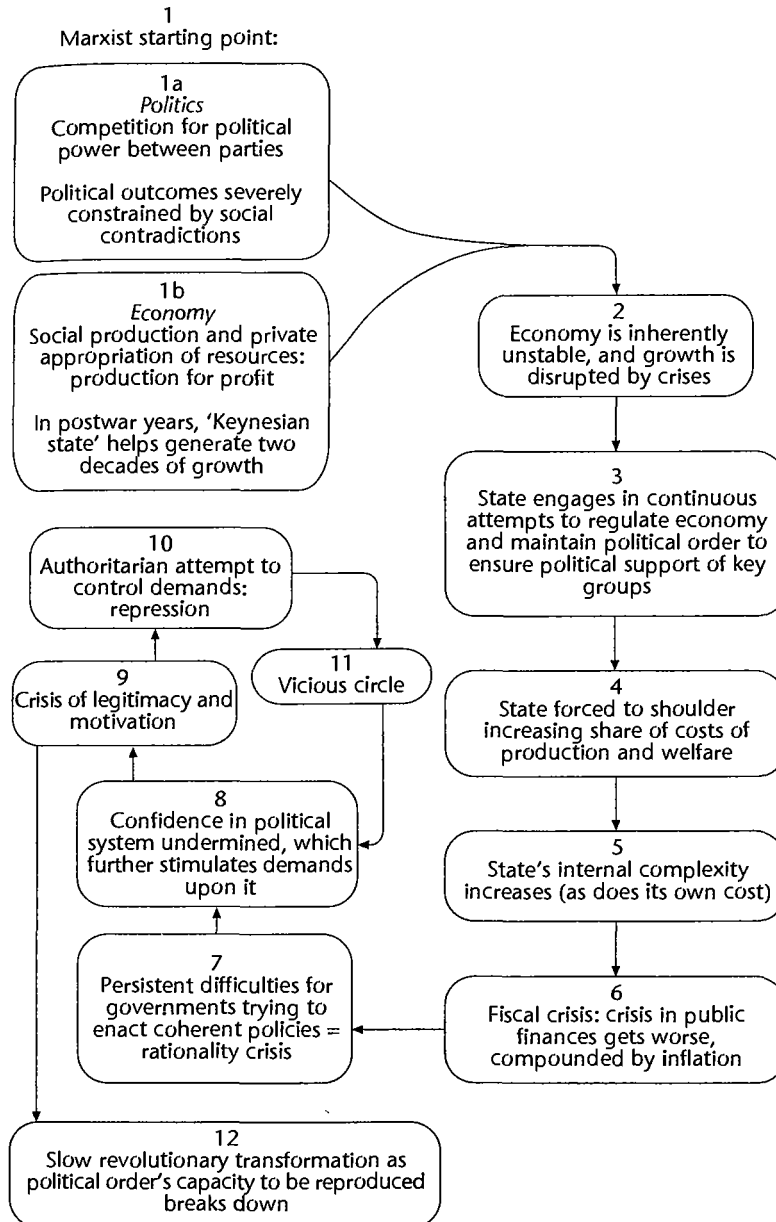 1
Marxist starting point:
1a
Politics
Competition for political
power between parties
Political outcomes severely
constrained by social
contradictions
1b
Economy
Social production and private
appropriation of resources:
production for profit
In postwar years, ‘Keynesian
state’ helps generate two
decades of growth
2
Economy is inherently
unstable, and growth is
disrupted by crises
3
State engages in continuous
attempts to regulate economy
and maintain political order to
ensure political support of key
groups
4
State forced to shoulder
increasing share of costs of
production and welfare
5
State’s internal complexity
increases (as does its own cost)
6
Fiscal crisis: crisis in public
finances gets worse,
compounded by inflation
7
Persistent difficulties for
governments trying to
enact coherent policies =
rationality crisis
8
Confidence in political
system undermined, which
further stimulates demands
upon it
9
Crisis of legitimacy and
motivation
10
Authoritarian attempt to
control demands:
repression
11
Vicious circle
12
Slow revolutionary transformation as
political order’s capacity to be reproduced
breaks down